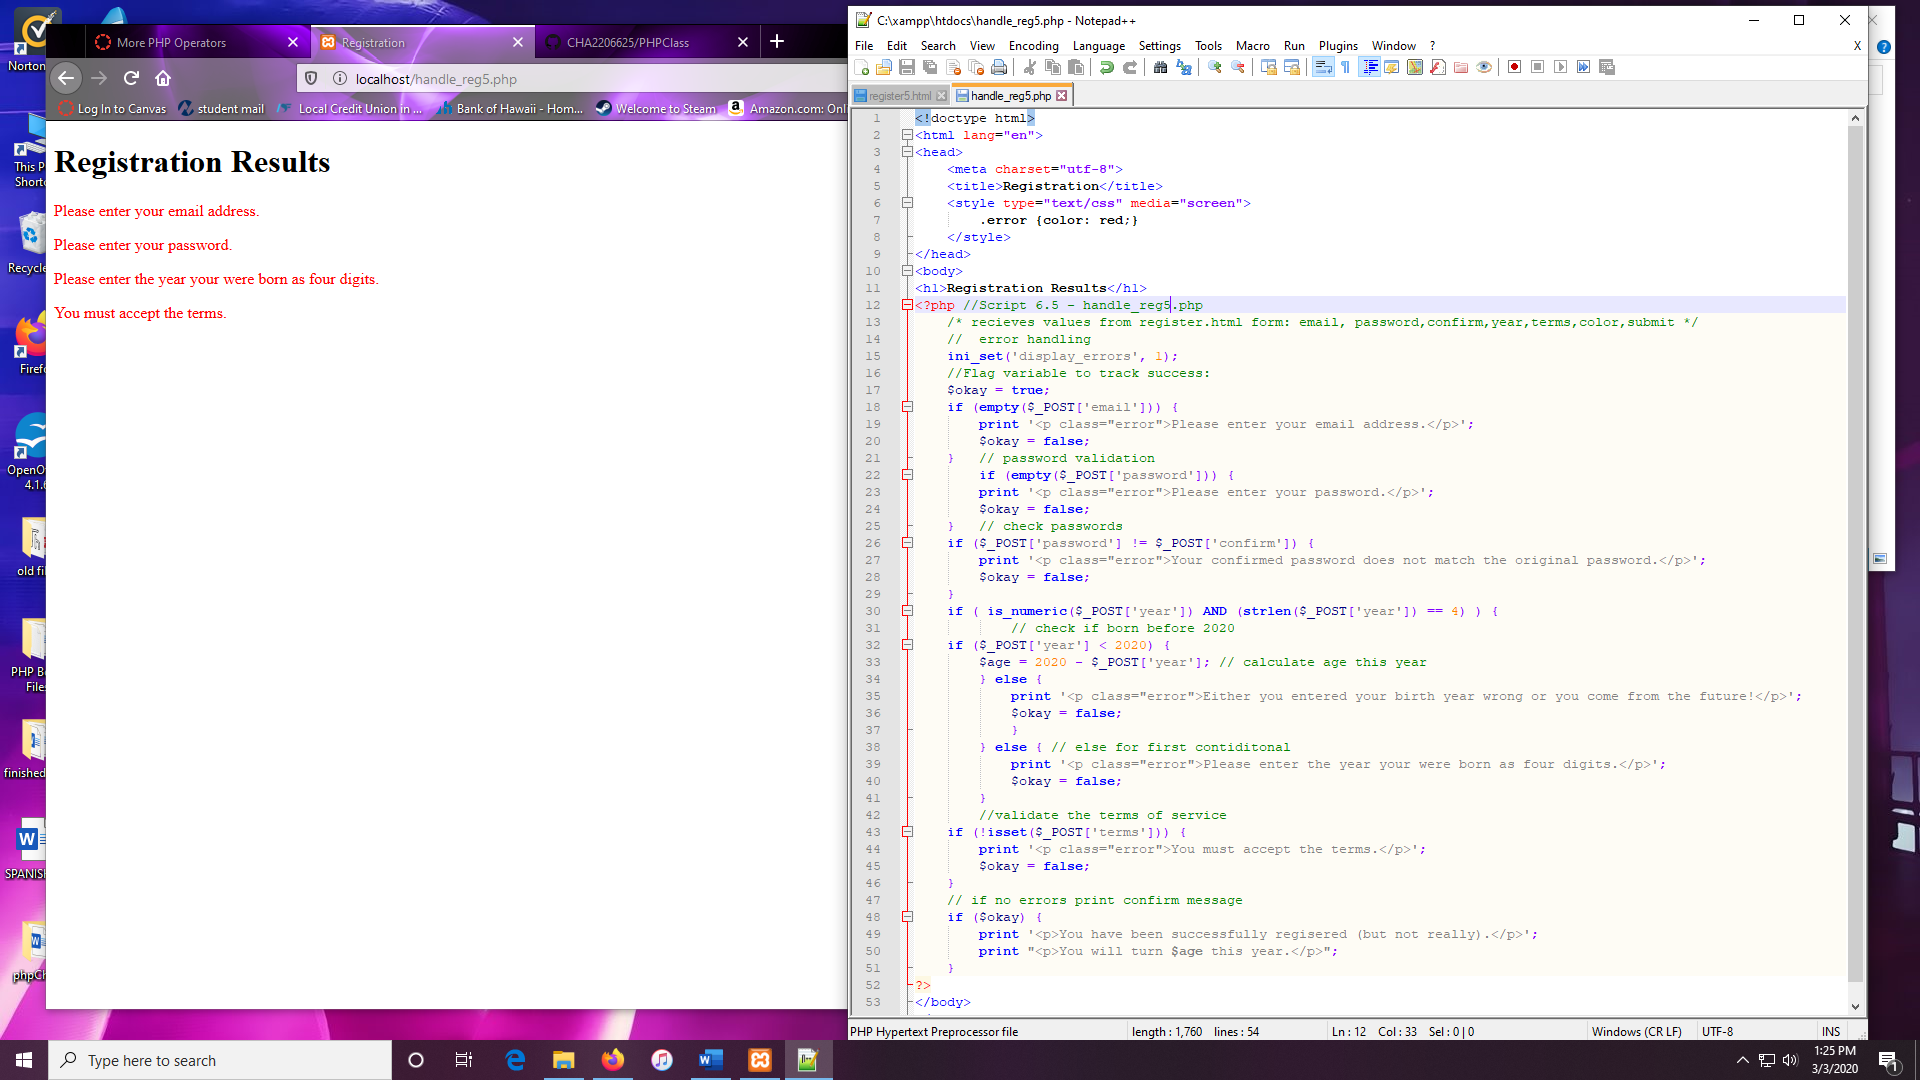 Norton
This P
Shortc
Recycle
Firefo
OpenOf
4.1.6
old fil
PHP Bo
Files
finished
SPANISH
phpCh
More PHP Operators
Registration
CHA2206625/PHPClass
localhost/handle_reg5.php
Log In to Canvas
student mail
Local Credit Union in ...
Bank of Hawaii - Hom...
Welcome to Steam
Amazon.com: Onli
Registration Results
Please enter your email address.
Please enter your password.
Please enter the year your were born as four digits.
You must accept the terms.
C:\xampp\htdocs\handle_reg5.php - Notepad++
File Edit Search View Encoding Language Settings Tools Macro Run Plugins Window ? X
register5.html handle_reg5.php
1 <!doctype html>
2 <html lang="en">
3 <head>
4 <meta charset="utf-8">
5 <title>Registration</title>
6 <style type="text/css" media="screen">
7 .error {color: red;}
8 </style>
9 </head>
10 <body>
11 <h1>Registration Results</h1>
12 <?php //Script 6.5 - handle_reg5.php
13 /* recieves values from register.html form: email, password,confirm,year,terms,color,submit */
14 // error handling
15 ini_set('display_errors', 1);
16 //Flag variable to track success:
17 $okay = true;
18 if (empty($_POST['email'])) {
19 print '<p class="error">Please enter your email address.</p>';
20 $okay = false;
21 } // password validation
22 if (empty($_POST['password'])) {
23 print '<p class="error">Please enter your password.</p>';
24 $okay = false;
25 } // check passwords
26 if ($_POST['password'] != $_POST['confirm']) {
27 print '<p class="error">Your confirmed password does not match the original password.</p>';
28 $okay = false;
29 }
30 if ( is_numeric($_POST['year']) AND (strlen($_POST['year']) == 4) ) {
31 // check if born before 2020
32 if ($_POST['year'] < 2020) {
33 $age = 2020 - $_POST['year']; // calculate age this year
34 } else {
35 print '<p class="error">Either you entered your birth year wrong or you come from the future!</p>';
36 $okay = false;
37 }
38 } else { // else for first contiditonal
39 print '<p class="error">Please enter the year your were born as four digits.</p>';
40 $okay = false;
41 }
42 //validate the terms of service
43 if (!isset($_POST['terms'])) {
44 print '<p class="error">You must accept the terms.</p>';
45 $okay = false;
46 }
47 // if no errors print confirm message
48 if ($okay) {
49 print '<p>You have been successfully regisered (but not really).</p>';
50 print "<p>You will turn $age this year.</p>";
51 }
52 ?>
53 </body>
PHP Hypertext Preprocessor file length : 1,760 lines : 54 Ln : 12 Col : 33 Sel : 0 | 0 Windows (CR LF) UTF-8 INS
Type here to search
1:25 PM
3/3/2020
1